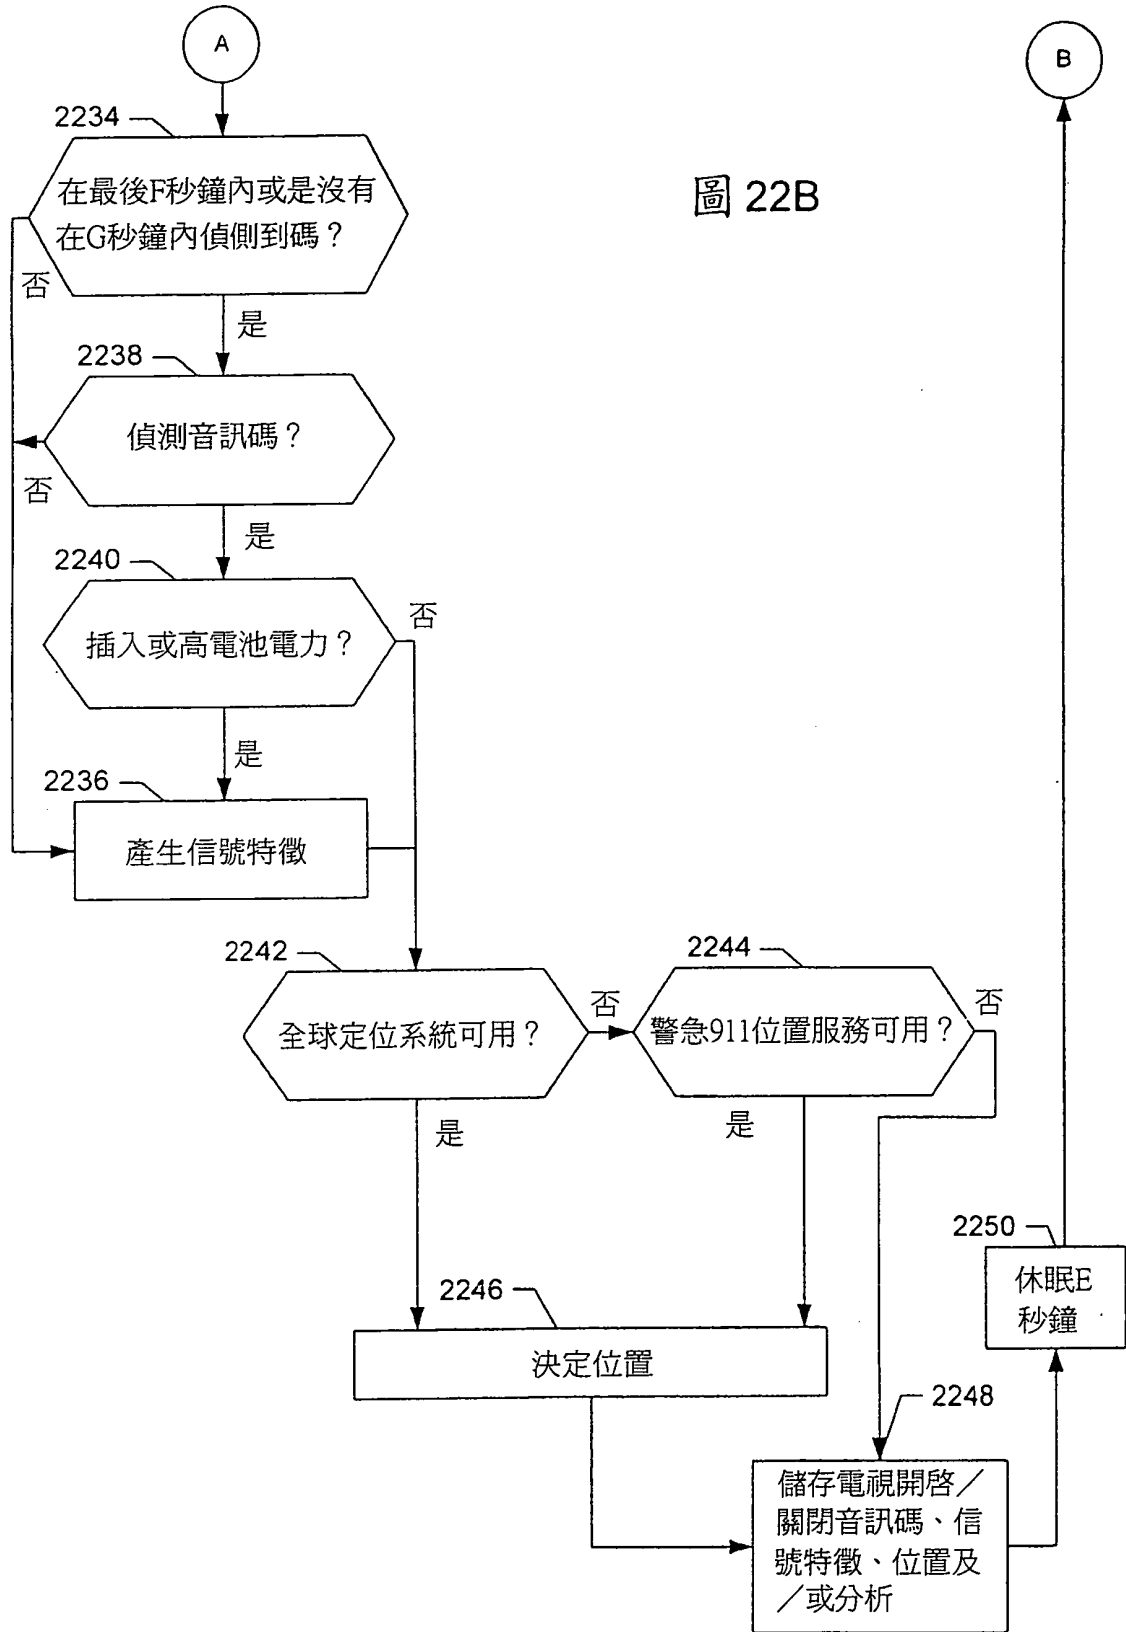 A
B
2234
在最後F秒鐘內或是沒有
在G秒鐘內偵側到碼？
圖 22B
否
是
2238
偵測音訊碼？
否
是
2240
插入或高電池電力？
否
是
2236
產生信號特徵
2242
全球定位系統可用？
否
是
2244
警急911位置服務可用？
否
是
2246
決定位置
2250
休眠E
秒鐘
2248
儲存電視開啓／
關閉音訊碼、信
號特徵、位置及
／或分析